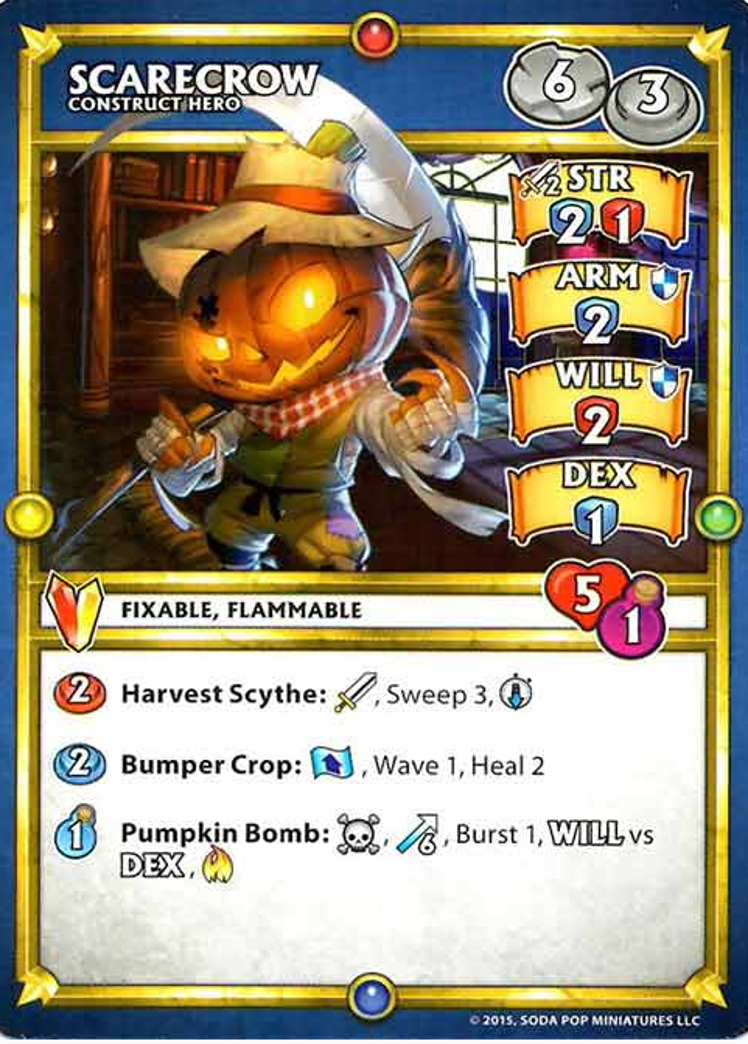 SCARECROW
CONSTRUCT HERO
6 3
2 STR
2 1
ARM
2
WILL
2
DEX
1
5
FIXABLE, FLAMMABLE
1
2 Harvest Scythe: , Sweep 3,
2 Bumper Crop: , Wave 1, Heal 2
1 Pumpkin Bomb: , 6, Burst 1, WILL vs
DEX,
© 2015, SODA POP MINIATURES LLC